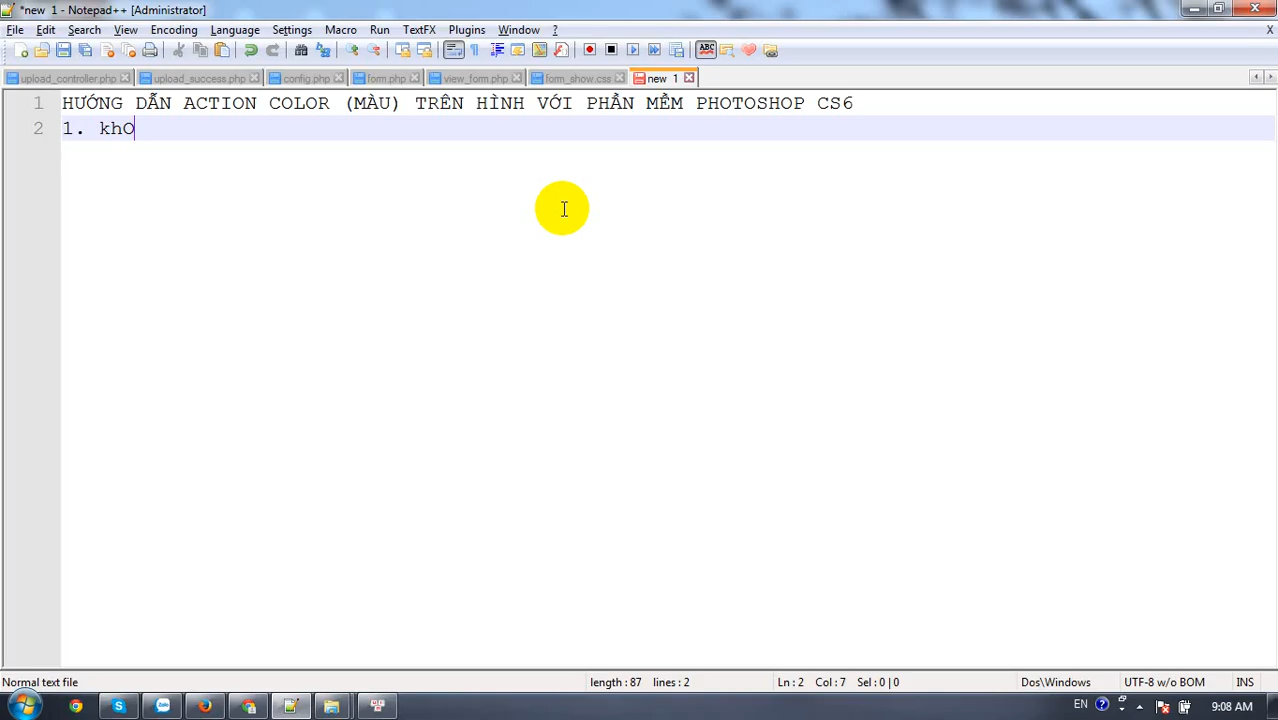 *new  1 - Notepad++ [Administrator]
File Edit Search View Encoding Language Settings Macro Run TextFX Plugins Window ? X
upload_controller.php upload_success.php config.php form.php view_form.php form_show.css new 1
1 HƯỚNG DẪN ACTION COLOR (MÀU) TRÊN HÌNH VỚI PHẦN MỀM PHOTOSHOP CS6
2 1. khO
Normal text file length : 87 lines : 2 Ln : 2 Col : 7 Sel : 0 | 0 Dos\Windows UTF-8 w/o BOM INS
EN 9:08 AM